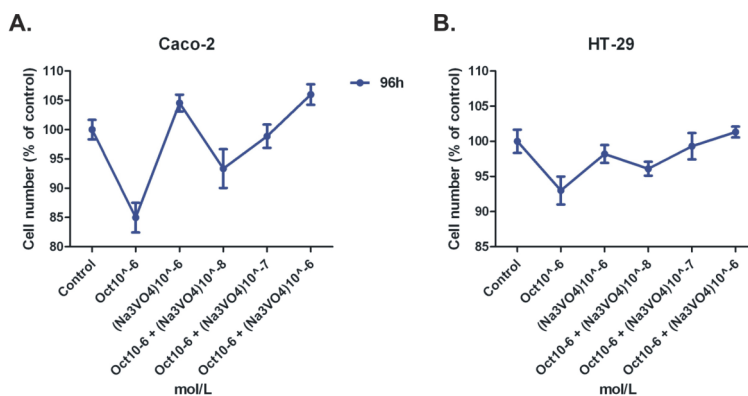 A.
Caco-2
Cell number (% of control)
110
105
100
95
90
85
80
Control
Oct10^-6
(Na3VO4)10^-6
Oct10-6 + (Na3VO4)10^-8
Oct10-6 + (Na3VO4)10^-7
Oct10-6 + (Na3VO4)10^-6
mol/L
96h
B.
HT-29
Cell number (% of control)
110
105
100
95
90
85
Control
Oct10^-6
(Na3VO4)10^-6
Oct10-6 + (Na3VO4)10^-8
Oct10-6 + (Na3VO4)10^-7
Oct10-6 + (Na3VO4)10^-6
mol/L